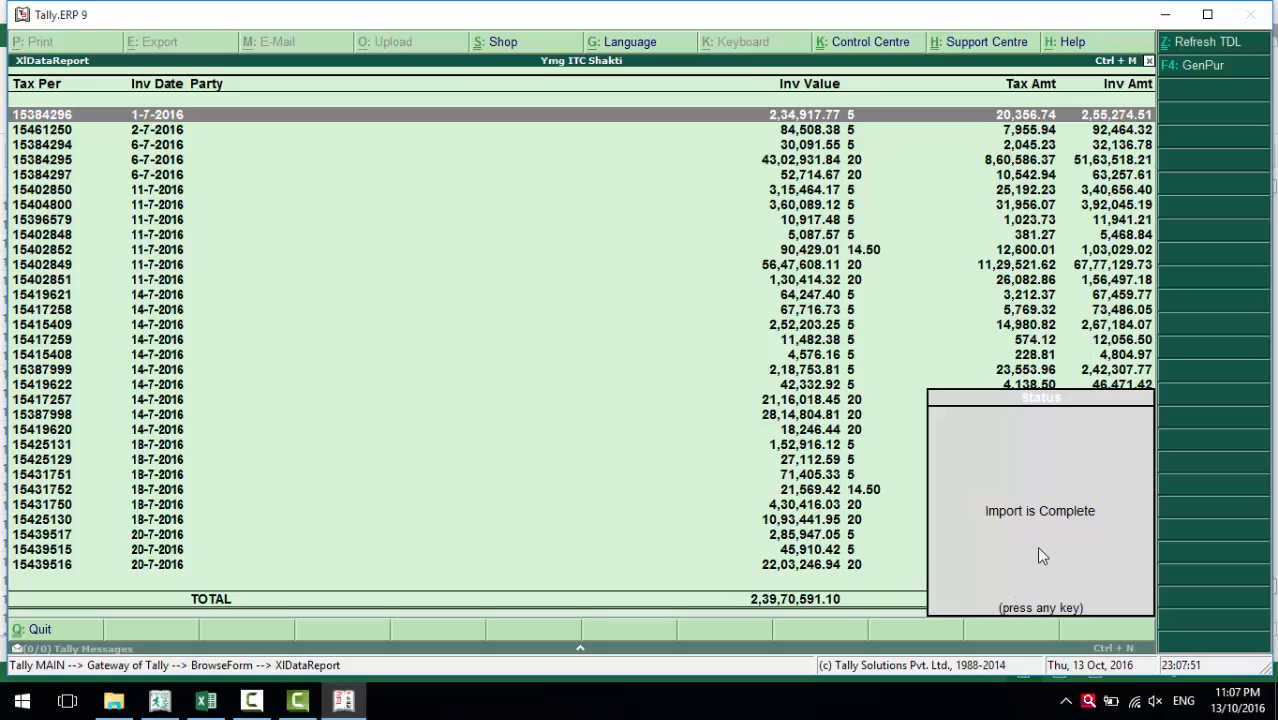 Tally.ERP 9
P: Print E: Export M: E-Mail O: Upload S: Shop G: Language K: Keyboard K: Control Centre H: Support Centre H: Help Z: Refresh TDL
F4: GenPur
XlDataReport Ymg ITC Shakti Ctrl + M
Tax Per Inv Date Party Inv Value Tax Amt Inv Amt
15384296 1-7-2016 2,34,917.77 5 20,356.74 2,55,274.51
15461250 2-7-2016 84,508.38 5 7,955.94 92,464.32
15384294 6-7-2016 30,091.55 5 2,045.23 32,136.78
15384295 6-7-2016 43,02,931.84 20 8,60,586.37 51,63,518.21
15384297 6-7-2016 52,714.67 20 10,542.94 63,257.61
15402850 11-7-2016 3,15,464.17 5 25,192.23 3,40,656.40
15404800 11-7-2016 3,60,089.12 5 31,956.07 3,92,045.19
15396579 11-7-2016 10,917.48 5 1,023.73 11,941.21
15402848 11-7-2016 5,087.57 5 381.27 5,468.84
15402852 11-7-2016 90,429.01 14.50 12,600.01 1,03,029.02
15402849 11-7-2016 56,47,608.11 20 11,29,521.62 67,77,129.73
15402851 11-7-2016 1,30,414.32 20 26,082.86 1,56,497.18
15419621 14-7-2016 64,247.40 5 3,212.37 67,459.77
15417258 14-7-2016 67,716.73 5 5,769.32 73,486.05
15415409 14-7-2016 2,52,203.25 5 14,980.82 2,67,184.07
15417259 14-7-2016 11,482.38 5 574.12 12,056.50
15415408 14-7-2016 4,576.16 5 228.81 4,804.97
15387999 14-7-2016 2,18,753.81 5 23,553.96 2,42,307.77
15419622 14-7-2016 42,332.92 5 4,138.50 46,471.42
15417257 14-7-2016 21,16,018.45 20
15387998 14-7-2016 28,14,804.81 20
15419620 14-7-2016 18,246.44 20
15425131 18-7-2016 1,52,916.12 5
15425129 18-7-2016 27,112.59 5
15431751 18-7-2016 71,405.33 5
15431752 18-7-2016 21,569.42 14.50
15431750 18-7-2016 4,30,416.03 20
15425130 18-7-2016 10,93,441.95 20
15439517 20-7-2016 2,85,947.05 5
15439515 20-7-2016 45,910.42 5
15439516 20-7-2016 22,03,246.94 20
TOTAL 2,39,70,591.10
Status
Import is Complete
(press any key)
Q: Quit
(0/0) Tally Messages Ctrl + N
Tally MAIN --> Gateway of Tally --> BrowseForm --> XlDataReport (c) Tally Solutions Pvt. Ltd., 1988-2014 Thu, 13 Oct, 2016 23:07:51
ENG 11:07 PM
13/10/2016